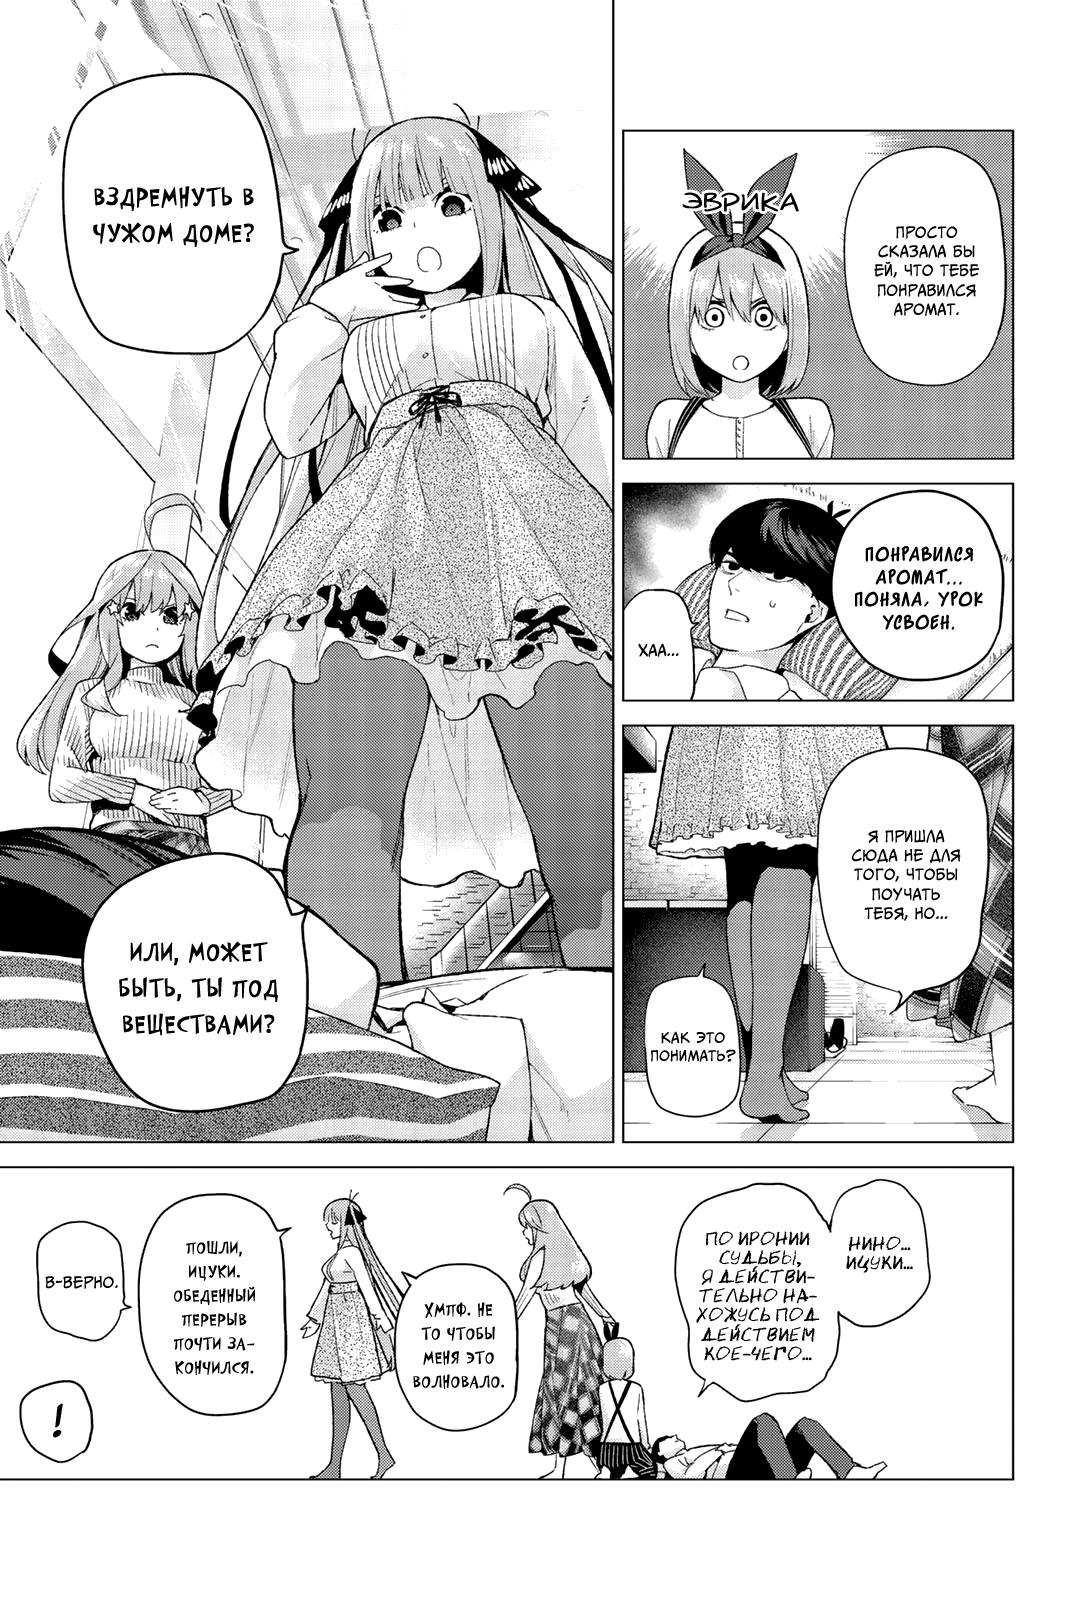 ЭВРИКА
ПРОСТО
СКАЗАЛА БЫ
ЕЙ, ЧТО ТЕБЕ
ПОНРАВИЛСЯ
АРОМАТ.
ПОНРАВИЛСЯ
АРОМАТ...
ПОНЯЛА. УРОК
УСВОЕН.
ХАА...
Я ПРИШЛА
СЮДА НЕ ДЛЯ
ТОГО, ЧТОБЫ
ПОУЧАТЬ
ТЕБЯ, НО...
КАК ЭТО
ПОНИМАТЬ?
ВЗДРЕМНУТЬ В
ЧУЖОМ ДОМЕ?
ИЛИ, МОЖЕТ
БЫТЬ, ТЫ ПОД
ВЕЩЕСТВАМИ?
НИНО...
ИЦУКИ...
ПО ИРОНИИ
СУДЬБЫ,
Я ДЕЙСТВИ-
ТЕЛЬНО НА-
ХОЖУСЬ ПОД
ДЕЙСТВИЕМ
КОЕ-ЧЕГО...
ХМПФ. НЕ
ТО ЧТОБЫ
МЕНЯ ЭТО
ВОЛНОВАЛО.
ПОШЛИ,
ИЦУКИ.
ОБЕДЕННЫЙ
ПЕРЕРЫВ
ПОЧТИ ЗА-
КОНЧИЛСЯ.
В-ВЕРНО.
!